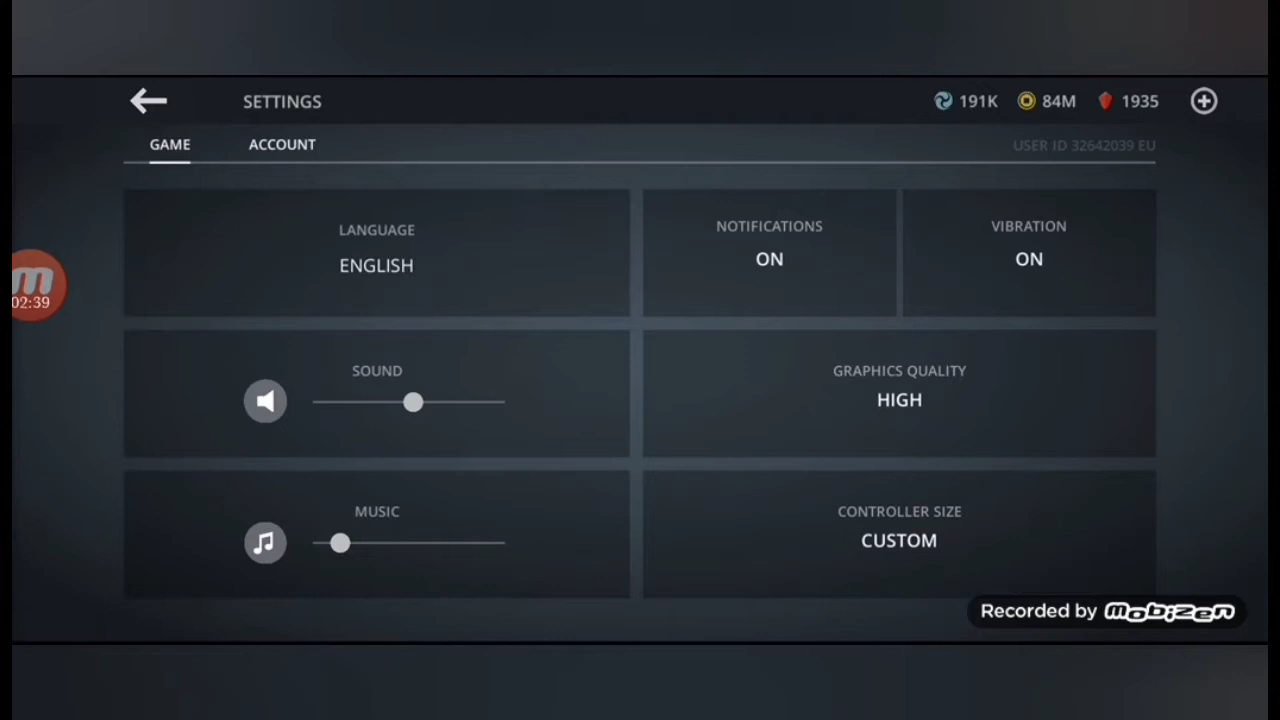 SETTINGS
191K 84M 1935
GAME ACCOUNT
USER ID 32642039 EU
LANGUAGE
ENGLISH
NOTIFICATIONS
ON
VIBRATION
ON
02:39
SOUND
GRAPHICS QUALITY
HIGH
MUSIC
CONTROLLER SIZE
CUSTOM
Recorded by mobizen